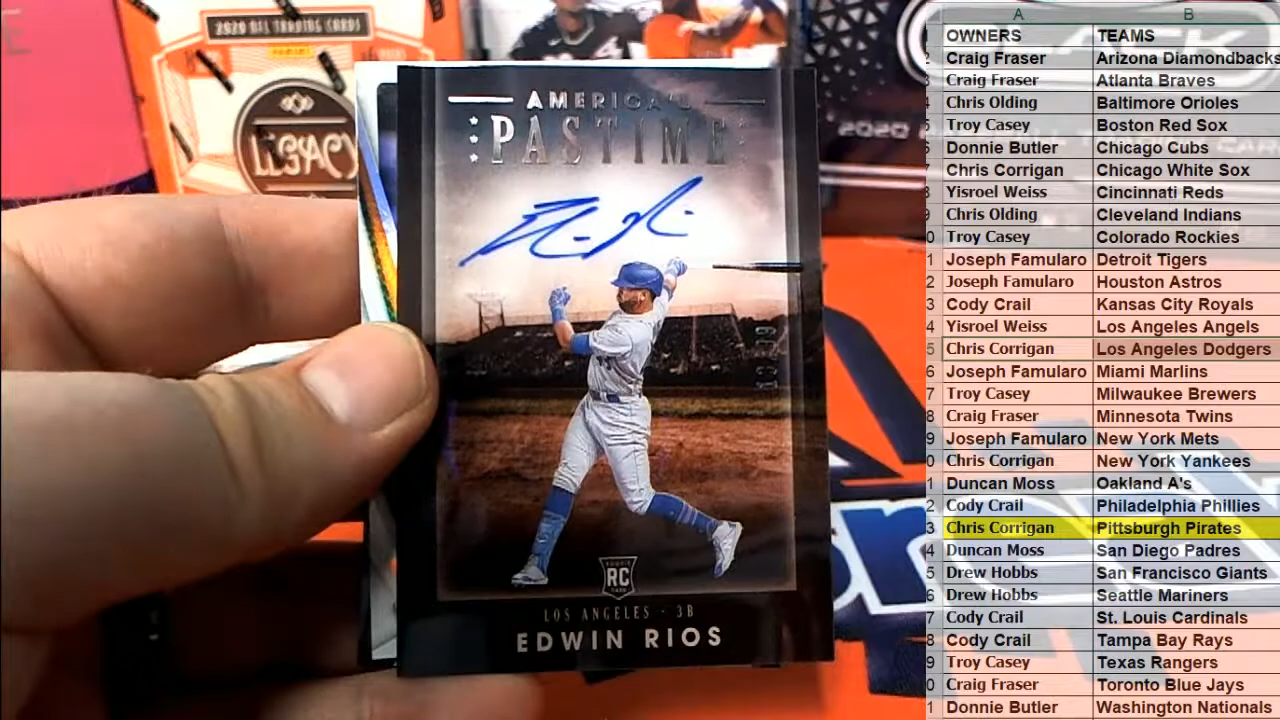 2020 NFL TRADING CARDS
PANINI
LEGACY
AMERICA'S
PASTIME
RC
LOS ANGELES - 3B
EDWIN RIOS
BLACK
A B
OWNERS TEAMS
Craig Fraser Arizona Diamondbacks
Craig Fraser Atlanta Braves
Chris Olding Baltimore Orioles
Troy Casey Boston Red Sox
Donnie Butler Chicago Cubs
Chris Corrigan Chicago White Sox
Yisroel Weiss Cincinnati Reds
Chris Olding Cleveland Indians
Troy Casey Colorado Rockies
Joseph Famularo Detroit Tigers
Joseph Famularo Houston Astros
Cody Crail Kansas City Royals
Yisroel Weiss Los Angeles Angels
Chris Corrigan Los Angeles Dodgers
Joseph Famularo Miami Marlins
Troy Casey Milwaukee Brewers
Craig Fraser Minnesota Twins
Joseph Famularo New York Mets
Chris Corrigan New York Yankees
Duncan Moss Oakland A's
Cody Crail Philadelphia Phillies
Chris Corrigan Pittsburgh Pirates
Duncan Moss San Diego Padres
Drew Hobbs San Francisco Giants
Drew Hobbs Seattle Mariners
Cody Crail St. Louis Cardinals
Cody Crail Tampa Bay Rays
Troy Casey Texas Rangers
Craig Fraser Toronto Blue Jays
Donnie Butler Washington Nationals